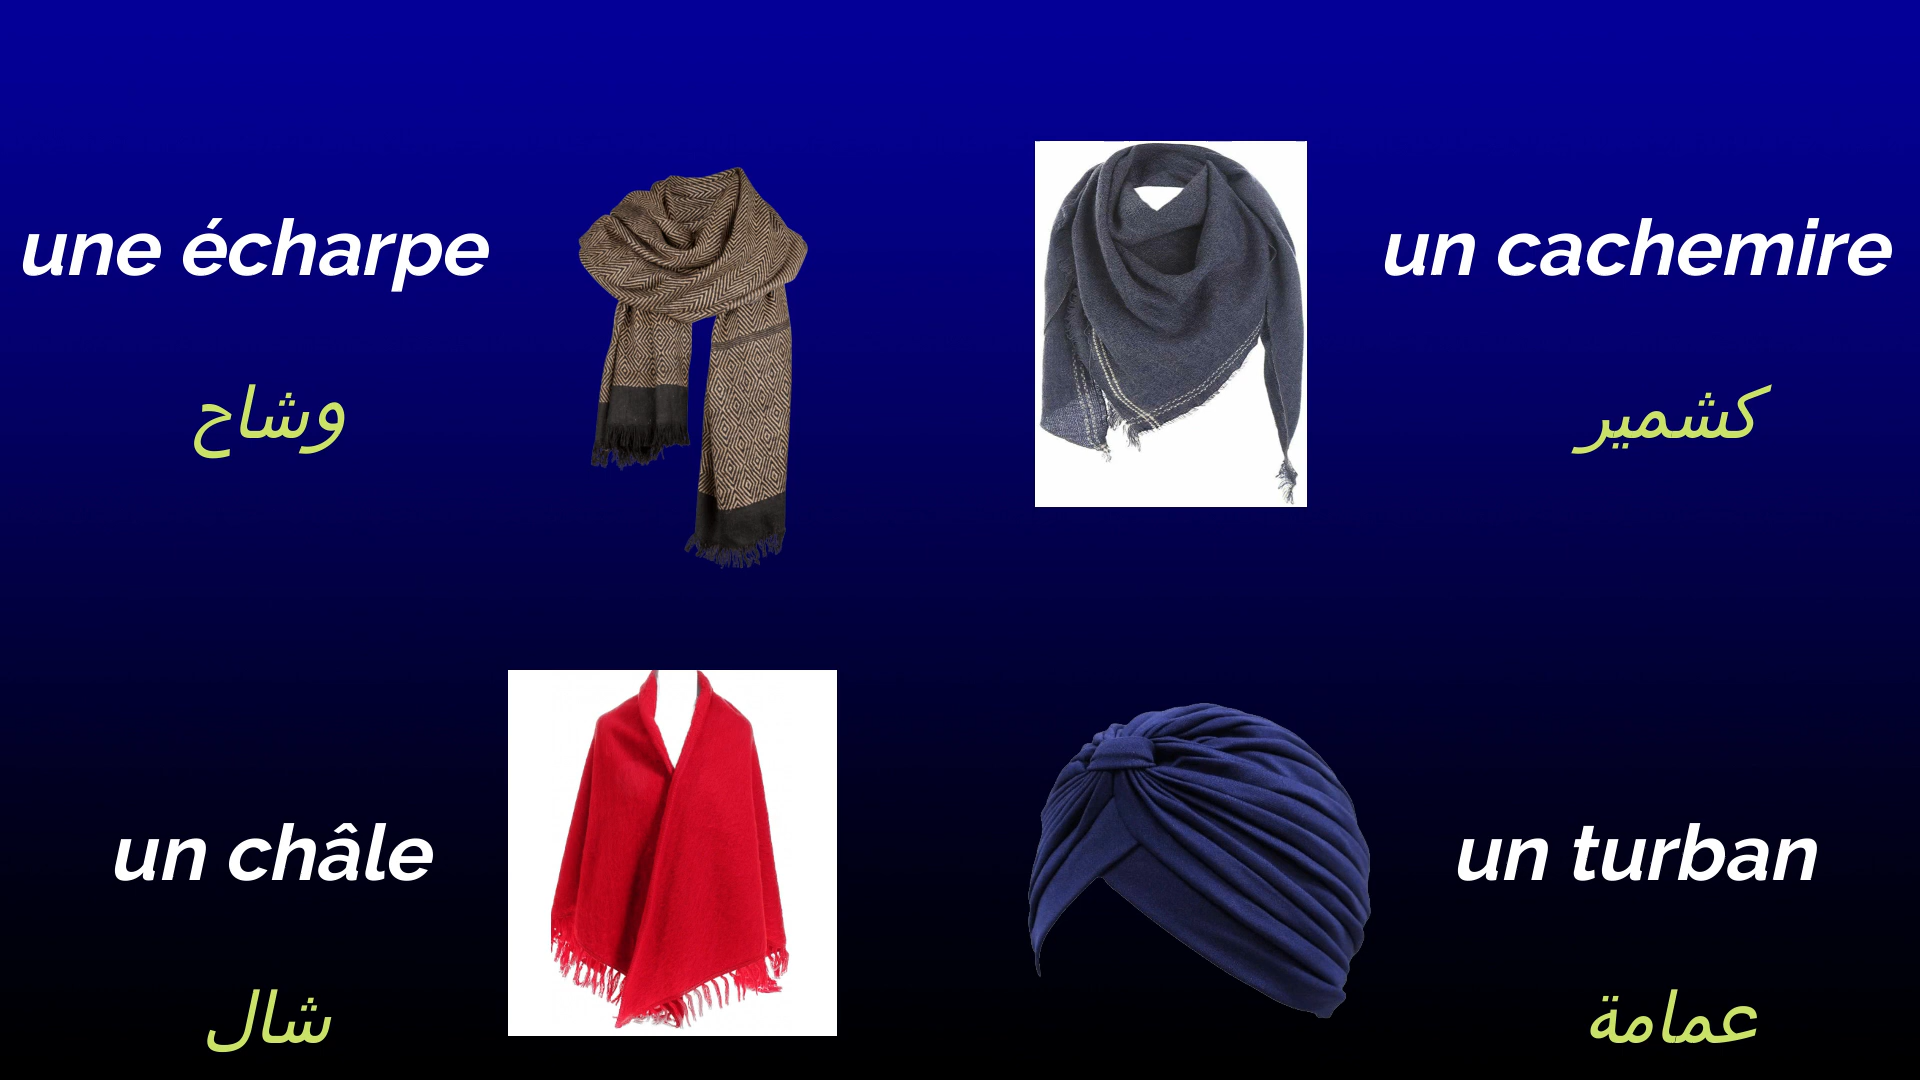 une écharpe
وشاح
un cachemire
كشمير
un châle
شال
un turban
عمامة